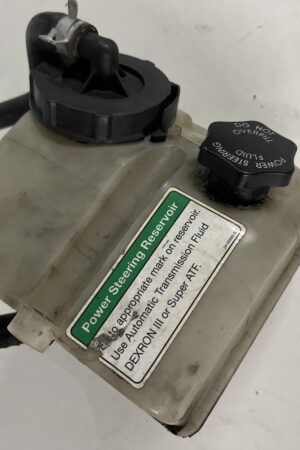 DO NOT
OVERFILL
POWER STEERING
FLUID
Power Steering Reservoir
to appropriate mark on reservoir.
Use Automatic Transmission Fluid
DEXRON III or Super ATF.